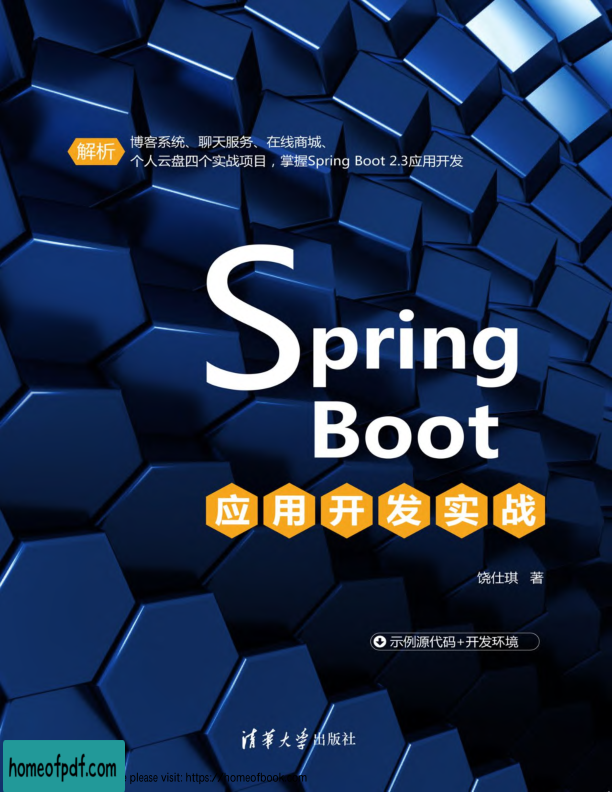 解析
博客系统、聊天服务、在线商城、
个人云盘四个实战项目，掌握Spring Boot 2.3应用开发
Spring
Boot
应用开发实战
饶仕琪 著
示例源代码+开发环境
清华大学出版社
homeofpdf.com
please visit: https://homeofbook.com